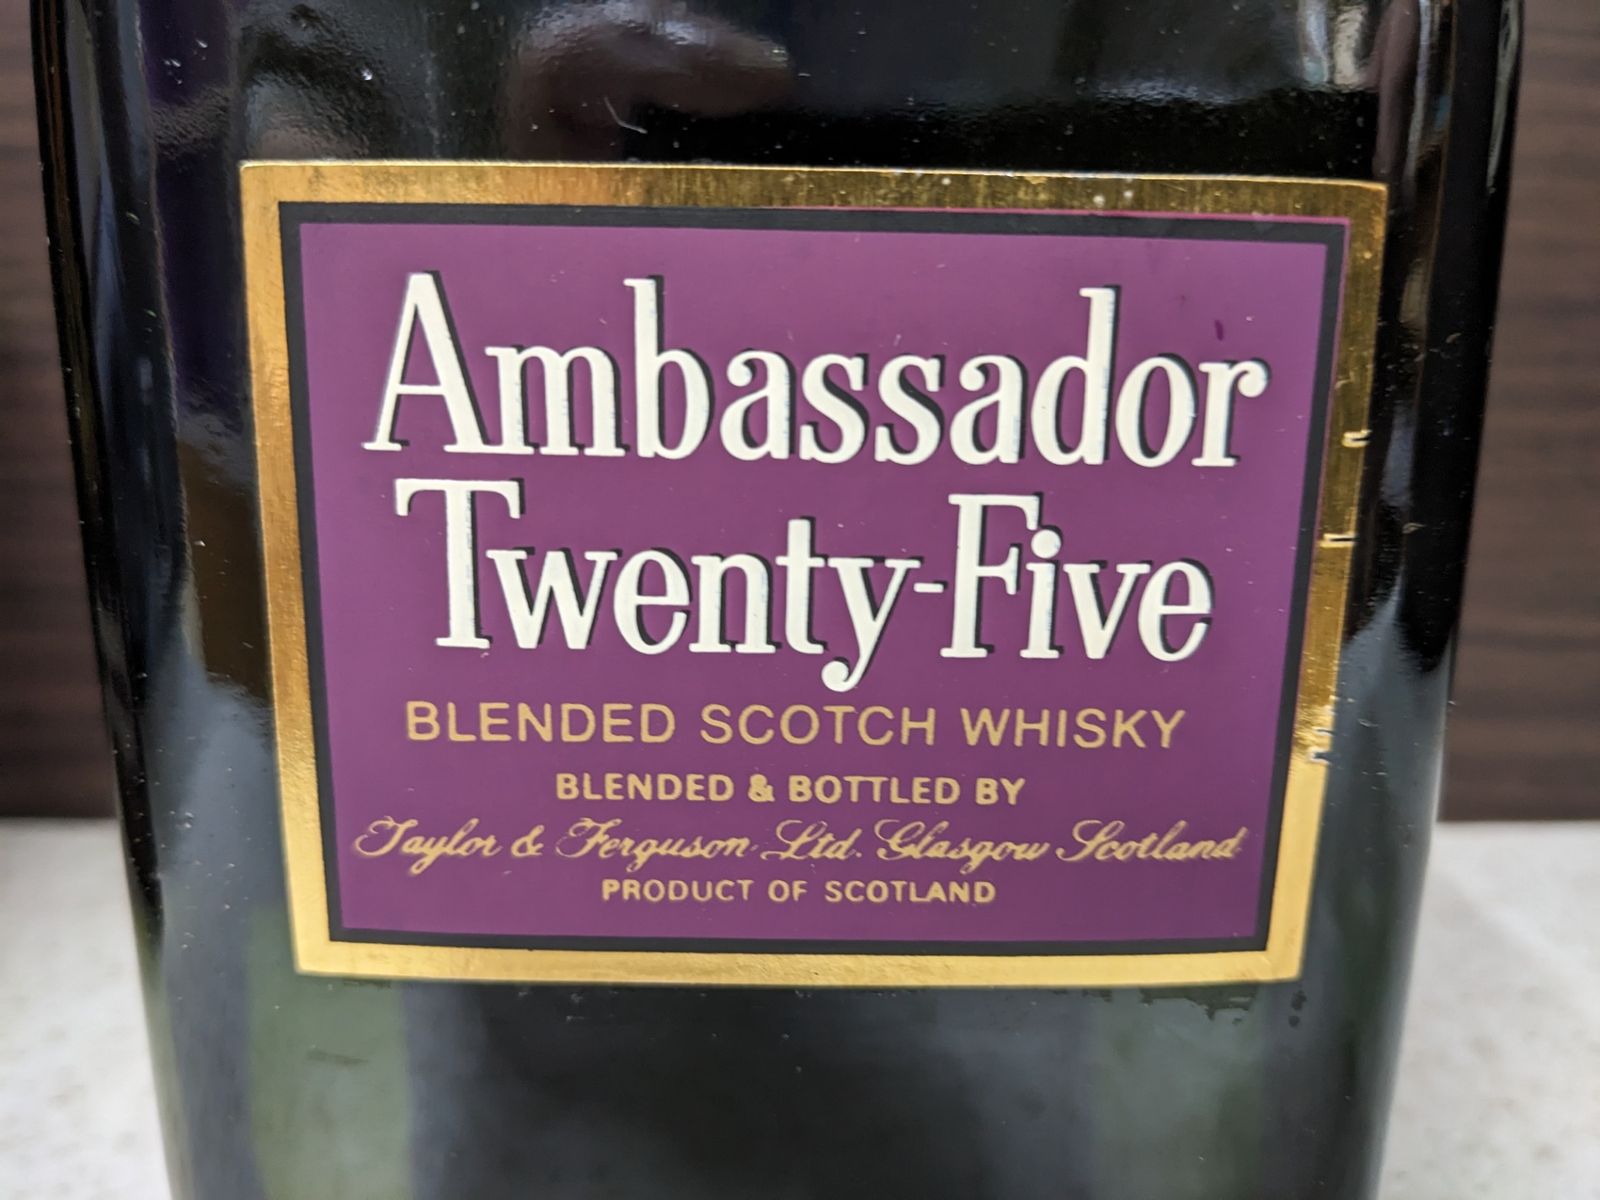 Ambassador
Twenty-Five
BLENDED SCOTCH WHISKY
BLENDED & BOTTLED BY
Taylor & Ferguson Ltd. Glasgow Scotland
PRODUCT OF SCOTLAND